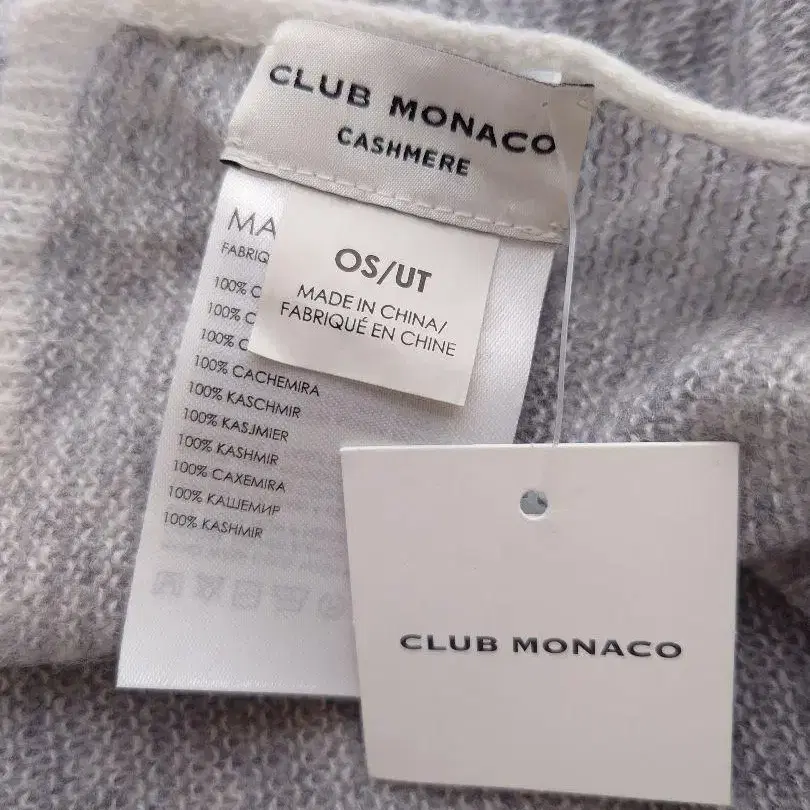 CLUB MONACO
CASHMERE
OS/UT
MADE IN CHINA/
FABRIQUÉ EN CHINE
MA
FABRIQ
100% C
100% C
100% C
100% CACHEMIRA
100% KASCHMIR
100% KASJMIER
100% KASHMIR
100% CAXEMIRA
100% КАШЕМИР
100% KASHMIR
CLUB MONACO